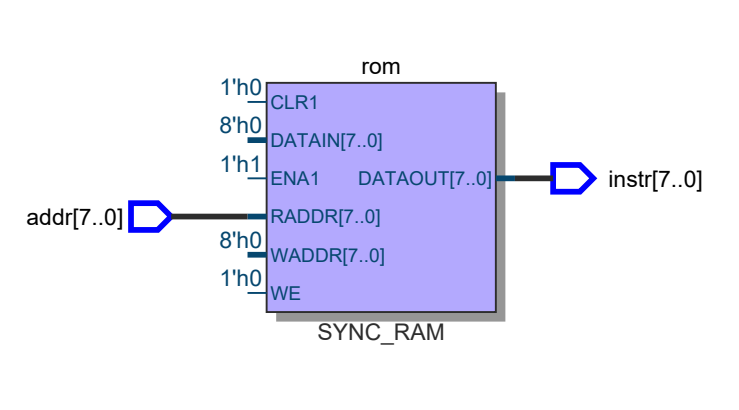 rom
1'h0
CLR1
8'h0
DATAIN[7..0]
1'h1
ENA1
DATAOUT[7..0]
instr[7..0]
addr[7..0]
RADDR[7..0]
8'h0
WADDR[7..0]
1'h0
WE
SYNC_RAM